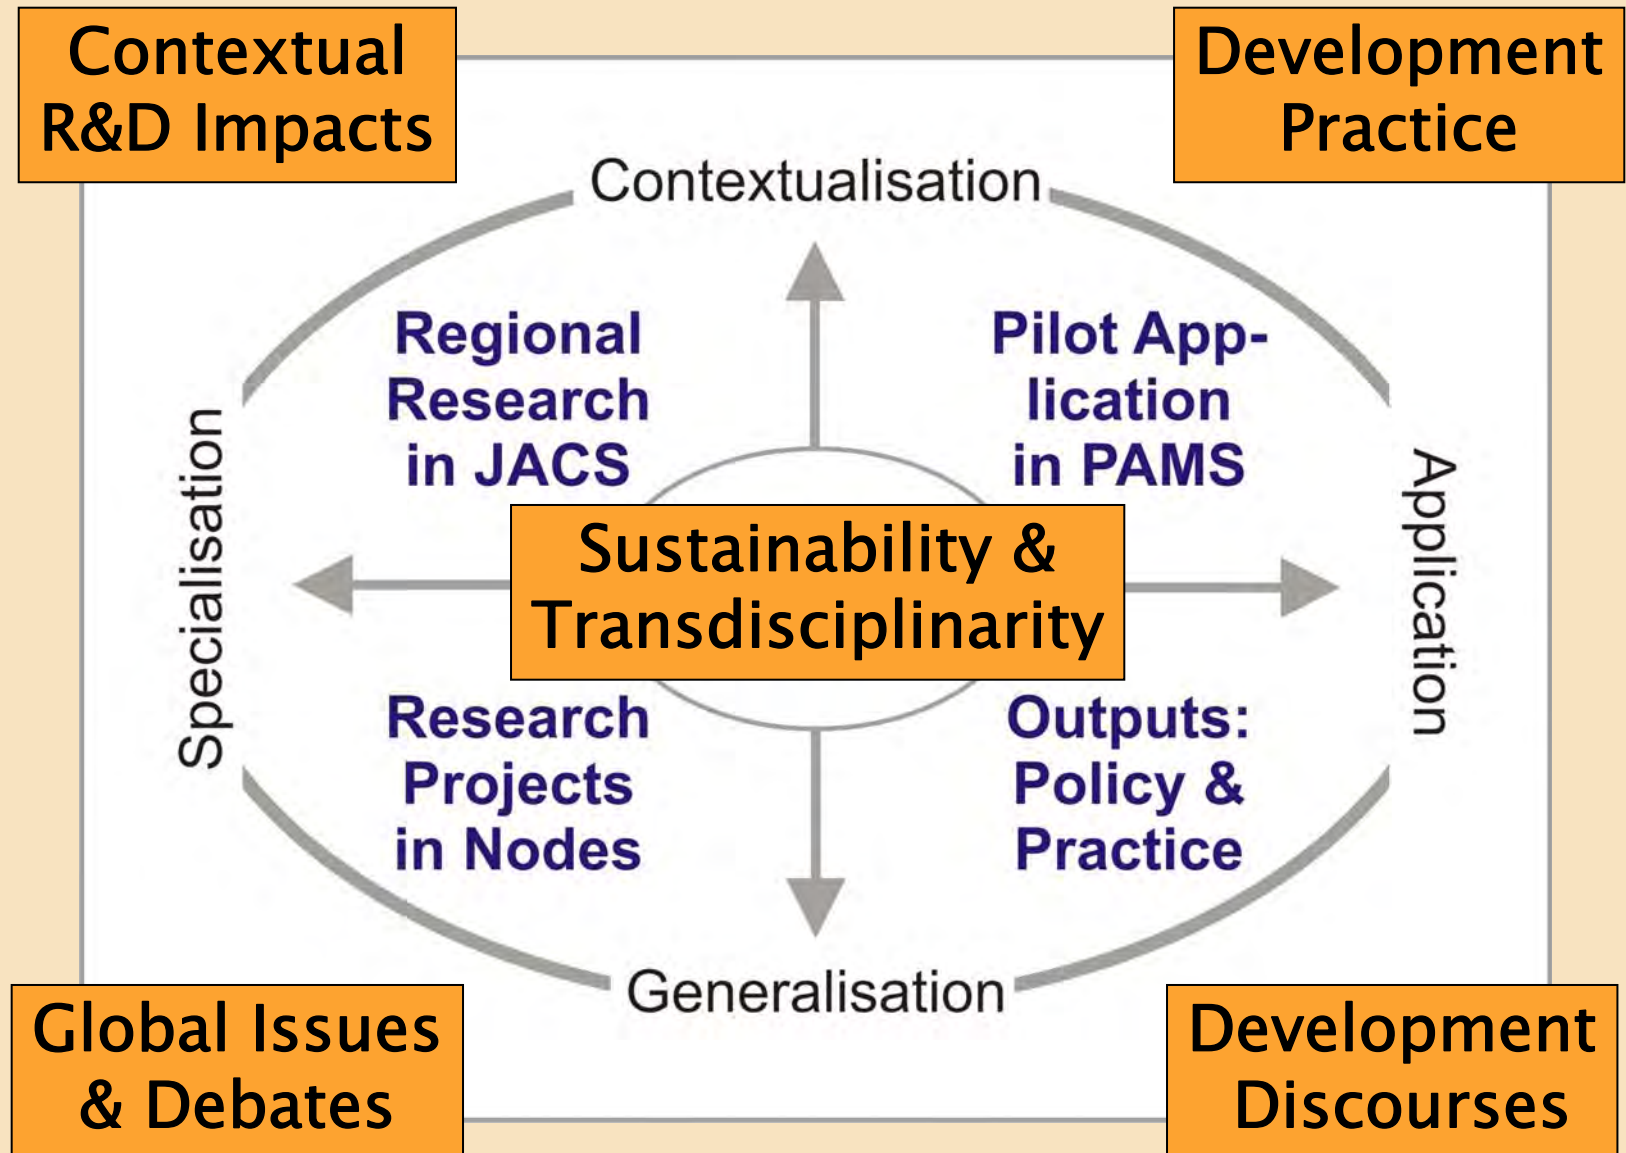 Contextual
R&D Impacts
Development
Practice
Contextualisation
Regional
Research
in JACS
Pilot App-
lication
in PAMS
Specialisation
Sustainability &
Transdisciplinarity
Application
Research
Projects
in Nodes
Outputs:
Policy &
Practice
Generalisation
Global Issues
& Debates
Development
Discourses